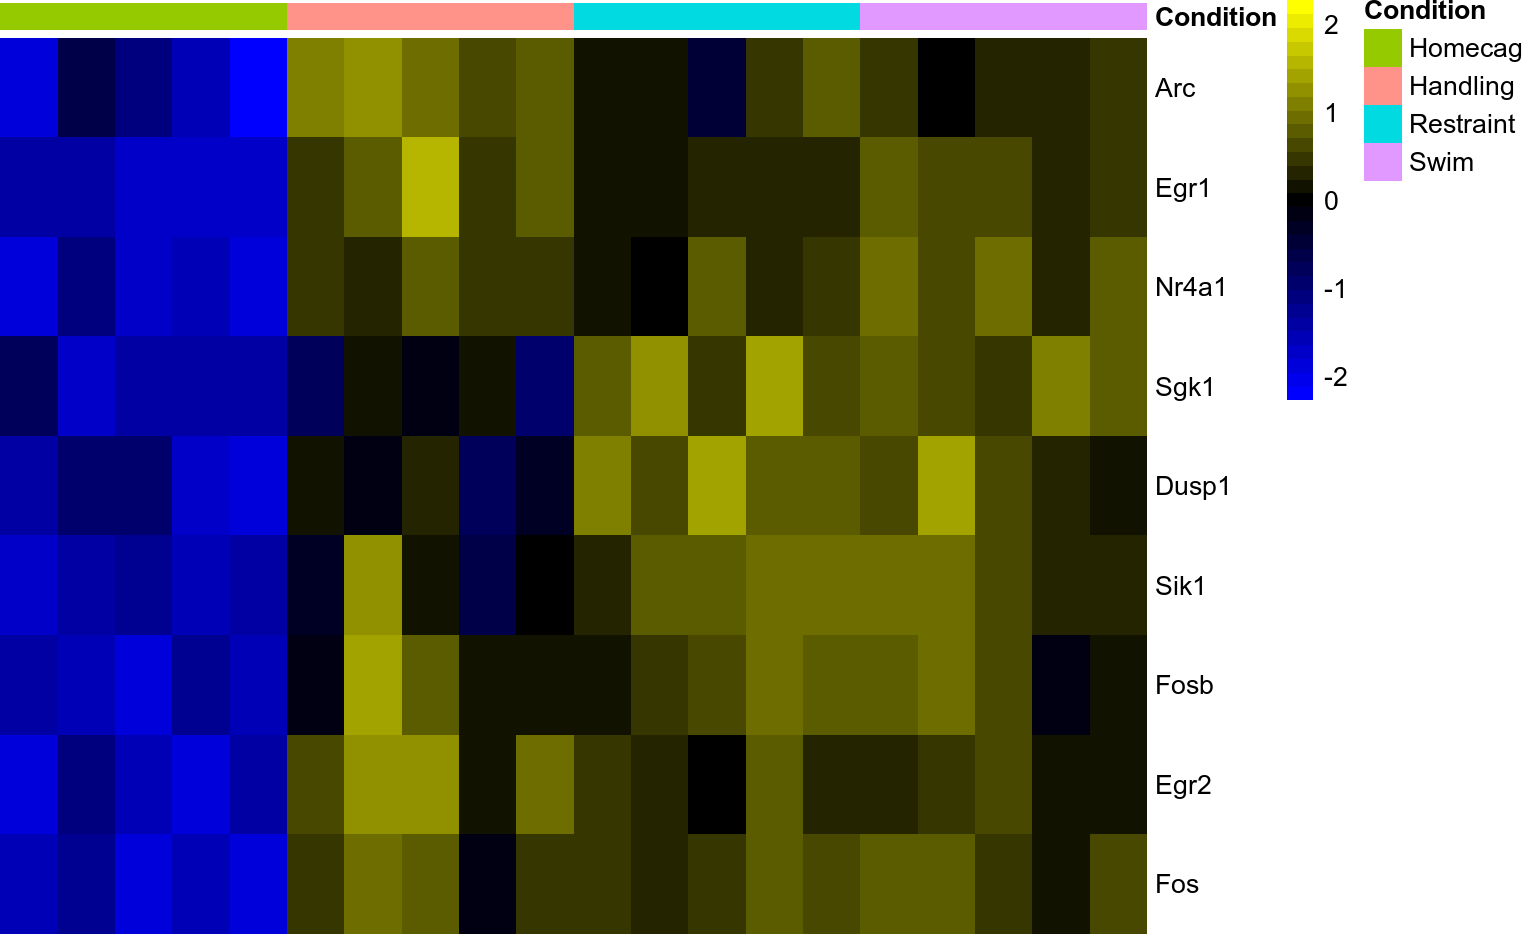 Condition
Arc
Egr1
Nr4a1
Sgk1
Dusp1
Sik1
Fosb
Egr2
Fos
2
1
0
-1
-2
Condition
Homecag
Handling
Restraint
Swim